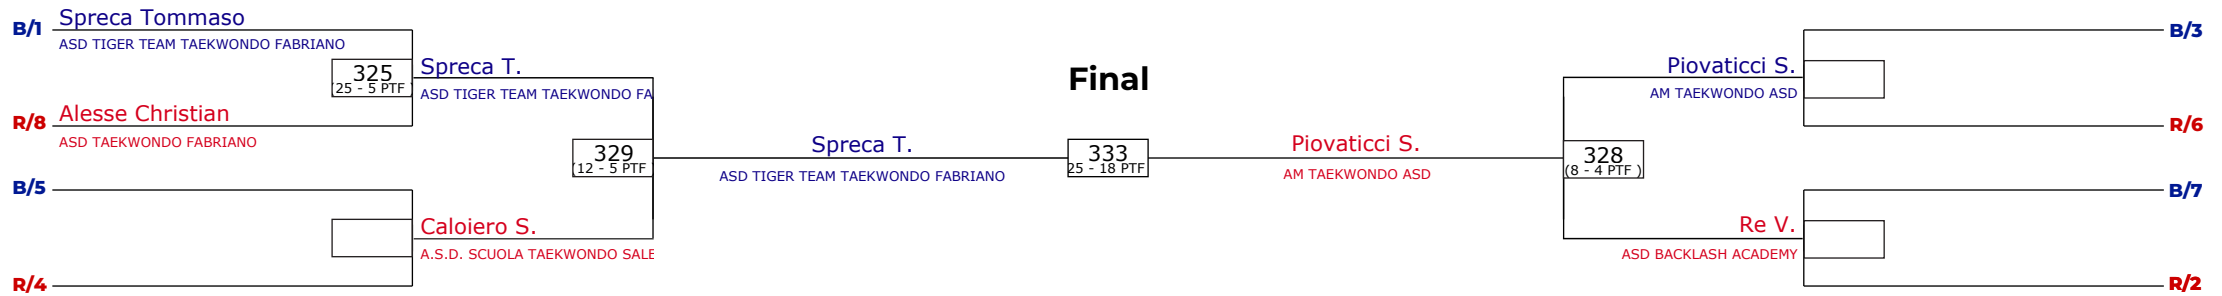 B/1
Spreca Tommaso
ASD TIGER TEAM TAEKWONDO FABRIANO
325
(25 - 5 PTF )
R/8
Alesse Christian
ASD TAEKWONDO FABRIANO
Spreca T.
ASD TIGER TEAM TAEKWONDO FA
329
(12 - 5 PTF
B/5
R/4
Caloiero S.
A.S.D. SCUOLA TAEKWONDO SALE
Spreca T.
ASD TIGER TEAM TAEKWONDO FABRIANO
Final
333
25 - 18 PTF
Piovaticci S.
AM TAEKWONDO ASD
328
(8 - 4 PTF )
Piovaticci S.
AM TAEKWONDO ASD
B/3
R/6
Re V.
ASD BACKLASH ACADEMY
B/7
R/2